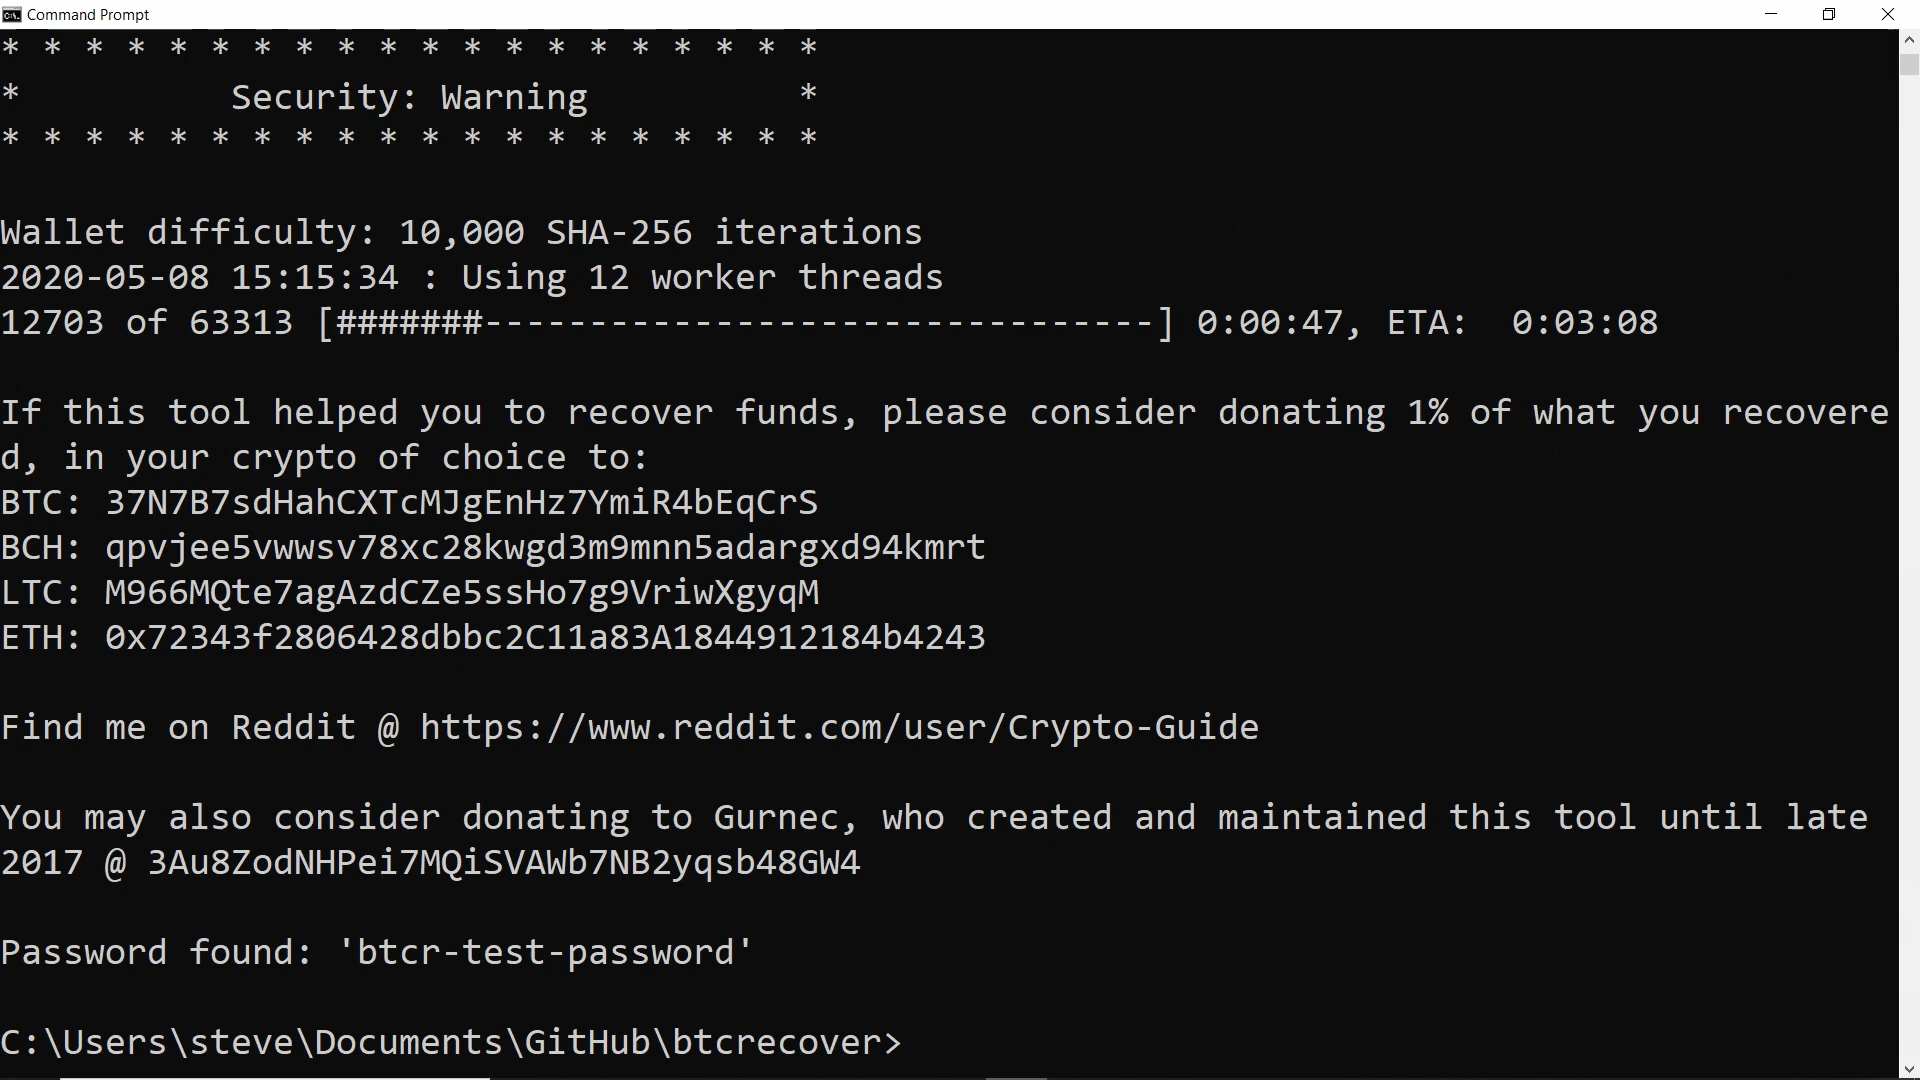 Command Prompt
* * * * * * * * * * * * * * * * * * * *
* Security: Warning *
* * * * * * * * * * * * * * * * * * * *
Wallet difficulty: 10,000 SHA-256 iterations
2020-05-08 15:15:34 : Using 12 worker threads
12703 of 63313 [#######--------------------------------] 0:00:47, ETA:  0:03:08
If this tool helped you to recover funds, please consider donating 1% of what you recovere
d, in your crypto of choice to:
BTC: 37N7B7sdHahCXTcMJgEnHz7YmiR4bEqCrS
BCH: qpvjee5vwwsv78xc28kwgd3m9mnn5adargxd94kmrt
LTC: M966MQte7agAzdCZe5ssHo7g9VriwXgyqM
ETH: 0x72343f2806428dbbc2C11a83A1844912184b4243
Find me on Reddit @ https://www.reddit.com/user/Crypto-Guide
You may also consider donating to Gurnec, who created and maintained this tool until late
2017 @ 3Au8ZodNHPei7MQiSVAWb7NB2yqsb48GW4
Password found: 'btcr-test-password'
C:\Users\steve\Documents\GitHub\btcrecover>